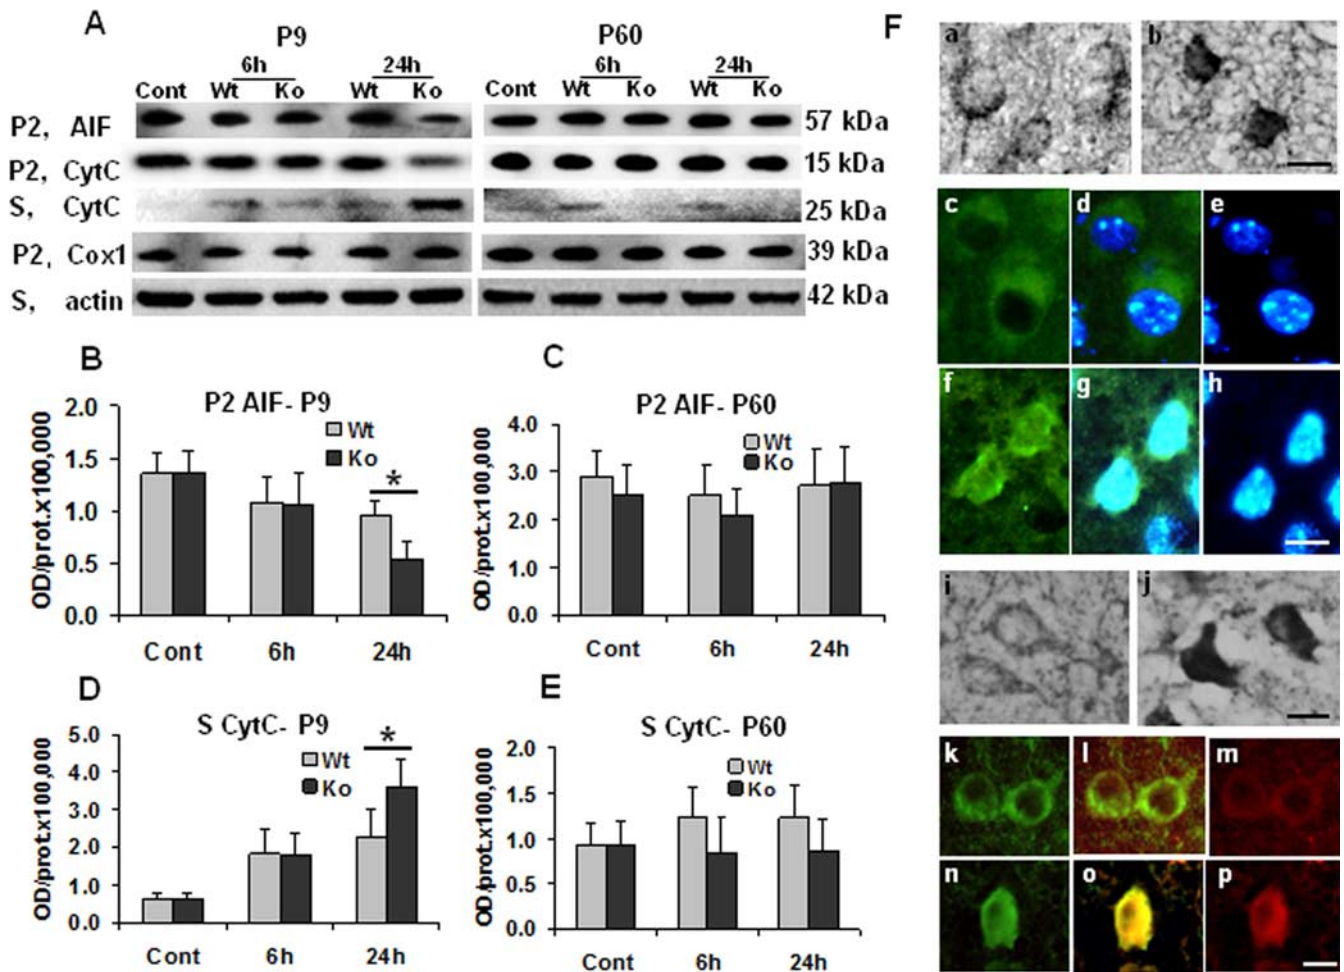 A
P9
P60
6h
24h
6h
24h
Cont Wt Ko Wt Ko
Cont Wt Ko Wt Ko
P2, AIF
57 kDa
P2, CytC
15 kDa
S, CytC
25 kDa
P2, Cox1
39 kDa
S, actin
42 kDa
B
P2 AIF- P9
Wt
Ko
*
OD/prot.x100,000
2.0
1.5
1.0
0.5
0.0
Cont 6h 24h
C
P2 AIF- P60
Wt
Ko
OD/prot.x100,000
4.0
3.0
2.0
1.0
0.0
Cont 6h 24h
D
S CytC- P9
Wt
Ko
*
OD/prot.x100,000
5.0
4.0
3.0
2.0
1.0
0.0
Cont 6h 24h
E
S CytC- P60
Wt
Ko
OD/prot.x100,000
2.0
1.5
1.0
0.5
0.0
Cont 6h 24h
F
a b
c d e
f g h
i j
k l m
n o p